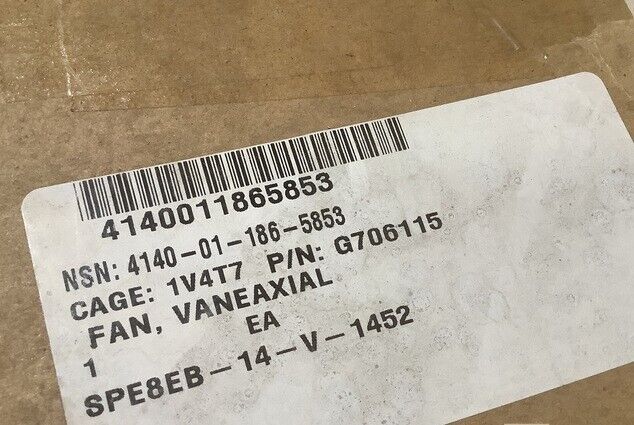 4140011865853
NSN: 4140-01-186-5853
CAGE: 1V4T7 P/N: G706115
FAN, VANEAXIAL
1 EA
SPE8EB-14-V-1452